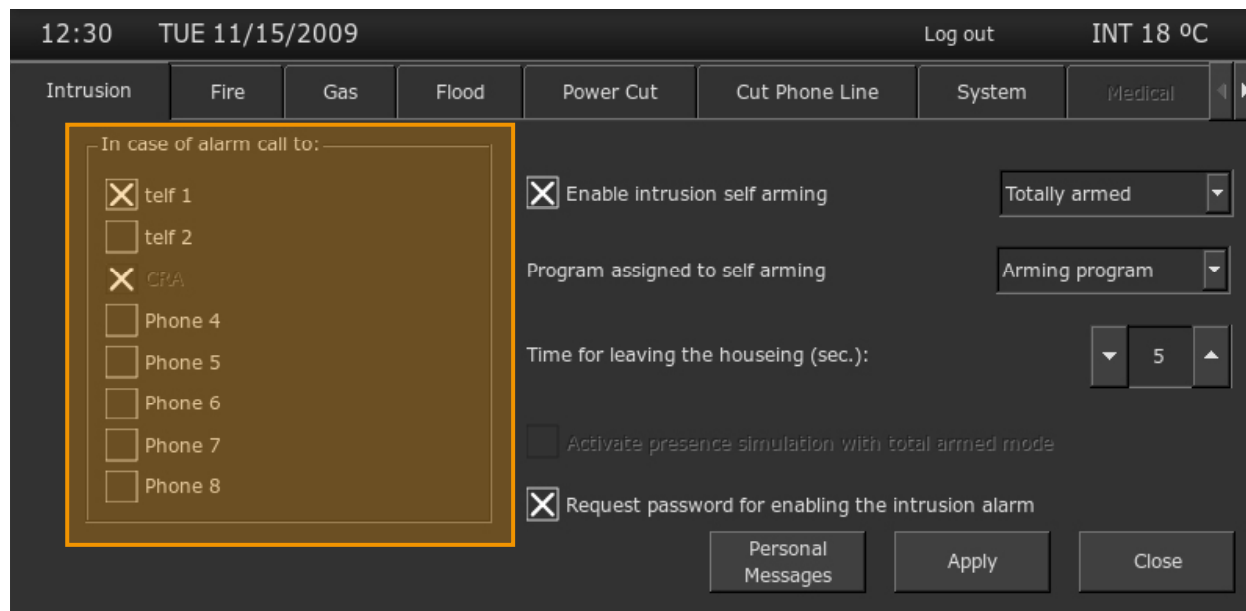 12:30 TUE 11/15/2009 Log out INT 18 ºC
Intrusion Fire Gas Flood Power Cut Cut Phone Line System Medical
In case of alarm call to:
telf 1
telf 2
CRA
Phone 4
Phone 5
Phone 6
Phone 7
Phone 8
Enable intrusion self arming Totally armed
Program assigned to self arming Arming program
Time for leaving the houseing (sec.): 5
Activate presence simulation with total armed mode
Request password for enabling the intrusion alarm
Personal
Messages
Apply
Close